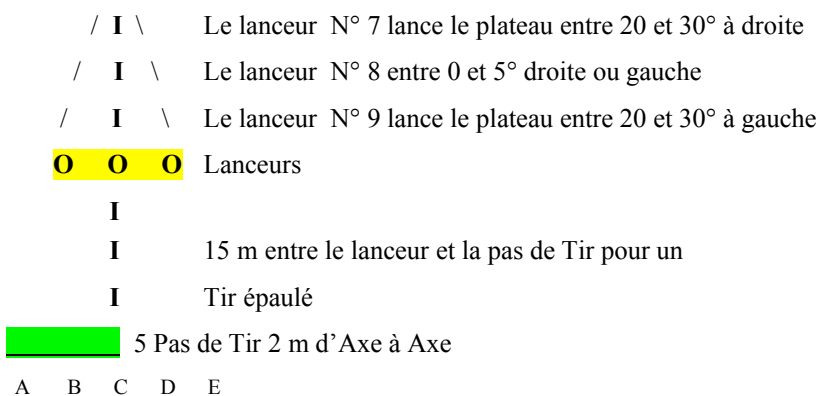 / I \ Le lanceur N° 7 lance le plateau entre 20 et 30° à droite
/ I \ Le lanceur N° 8 entre 0 et 5° droite ou gauche
/ I \ Le lanceur N° 9 lance le plateau entre 20 et 30° à gauche
O O O Lanceurs
I
I 15 m entre le lanceur et la pas de Tir pour un
I Tir épaulé
5 Pas de Tir 2 m d’Axe à Axe
A B C D E